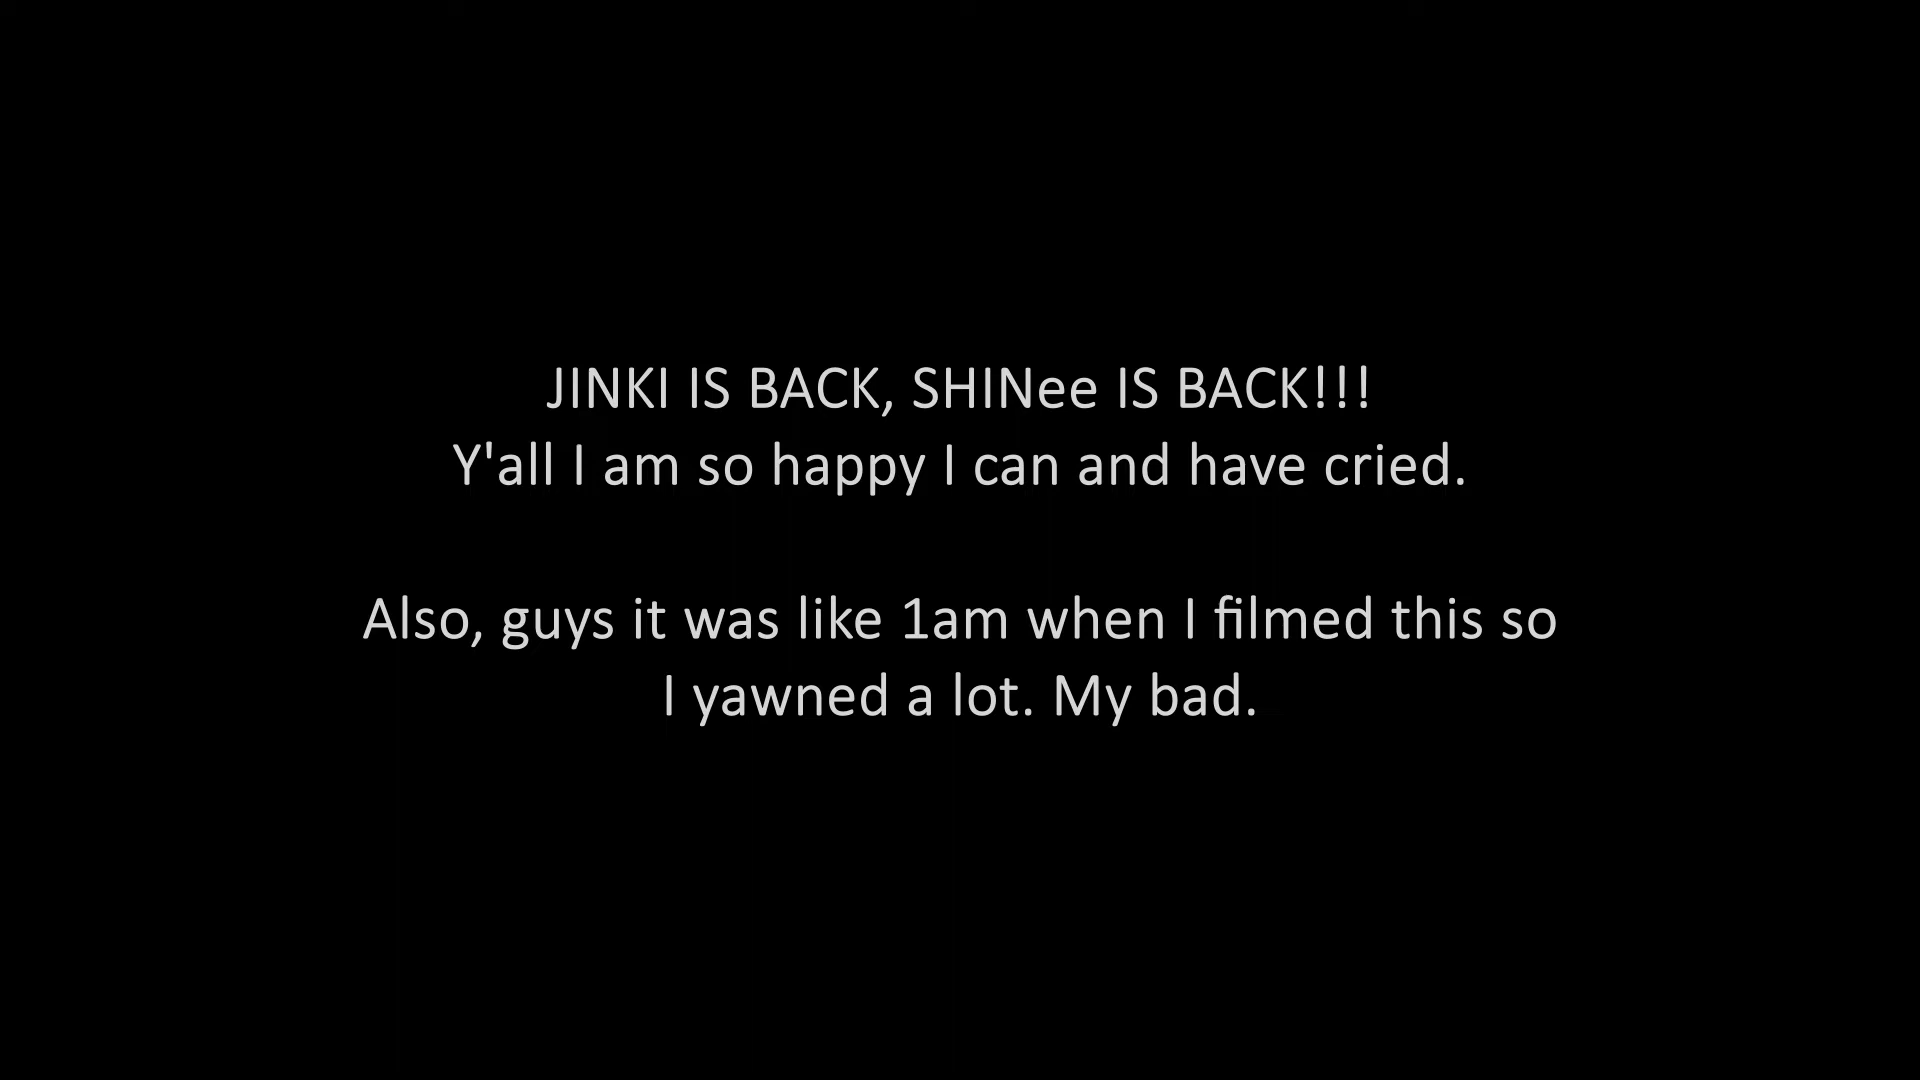 JINKI IS BACK, SHINee IS BACK!!!
Y'all I am so happy I can and have cried.
Also, guys it was like 1am when I filmed this so
I yawned a lot. My bad.